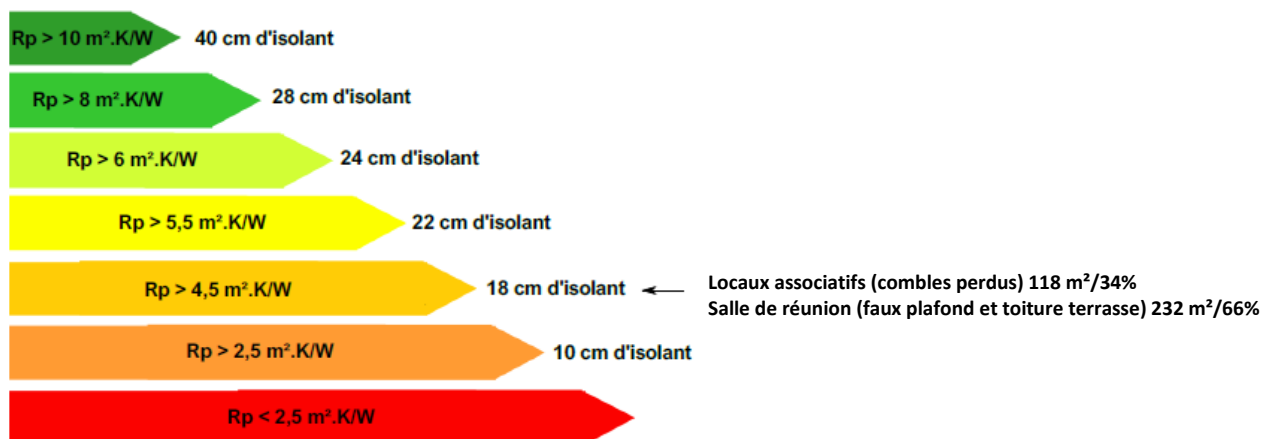 Rp > 10 m².K/W 40 cm d'isolant
Rp > 8 m².K/W 28 cm d'isolant
Rp > 6 m².K/W 24 cm d'isolant
Rp > 5,5 m².K/W 22 cm d'isolant
Rp > 4,5 m².K/W 18 cm d'isolant
Locaux associatifs (combles perdus) 118 m²/34%
Salle de réunion (faux plafond et toiture terrasse) 232 m²/66%
Rp > 2,5 m².K/W 10 cm d'isolant
Rp < 2,5 m².K/W